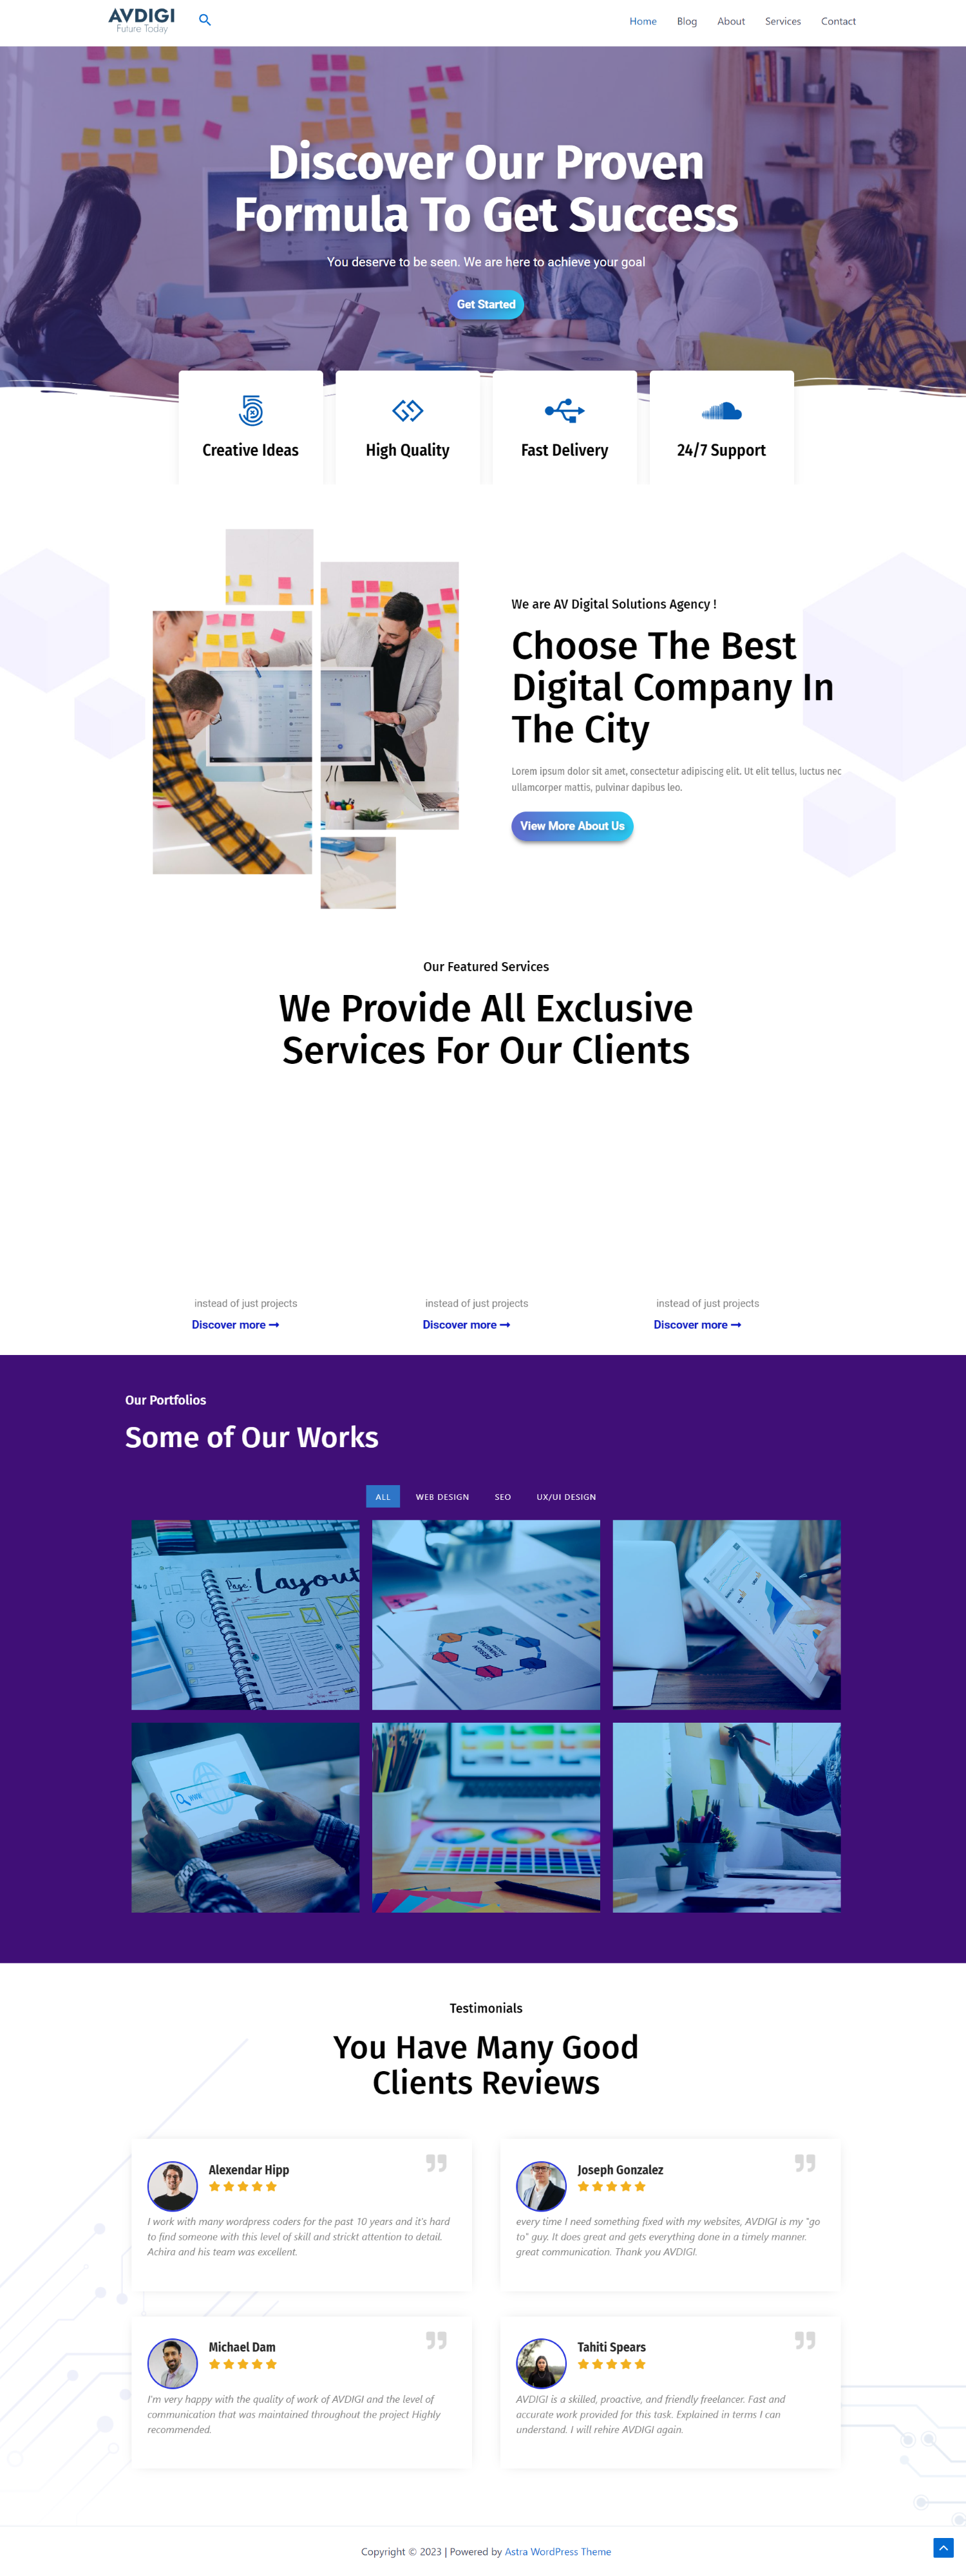 AVDIGI
Future Today
Home Blog About Services Contact
Discover Our Proven
Formula To Get Success
You deserve to be seen. We are here to achieve your goal
Get Started
Creative Ideas
High Quality
Fast Delivery
24/7 Support
We are AV Digital Solutions Agency !
Choose The Best
Digital Company In
The City
Lorem ipsum dolor sit amet, consectetur adipiscing elit. Ut elit tellus, luctus nec
ullamcorper mattis, pulvinar dapibus leo.
View More About Us
Our Featured Services
We Provide All Exclusive
Services For Our Clients
instead of just projects
Discover more
instead of just projects
Discover more
instead of just projects
Discover more
Our Portfolios
Some of Our Works
ALL WEB DESIGN SEO UX/UI DESIGN
Page: Layout
DESIGN
THINKING
WWW
Testimonials
You Have Many Good
Clients Reviews
Alexendar Hipp
I work with many wordpress coders for the past 10 years and it's hard
to find someone with this level of skill and strickt attention to detail.
Achira and his team was excellent.
Joseph Gonzalez
every time I need something fixed with my websites, AVDIGI is my "go
to" guy. It does great and gets everything done in a timely manner.
great communication. Thank you AVDIGI.
Michael Dam
I'm very happy with the quality of work of AVDIGI and the level of
communication that was maintained throughout the project Highly
recommended.
Tahiti Spears
AVDIGI is a skilled, proactive, and friendly freelancer. Fast and
accurate work provided for this task. Explained in terms I can
understand. I will rehire AVDIGI again.
Copyright © 2023 | Powered by Astra WordPress Theme